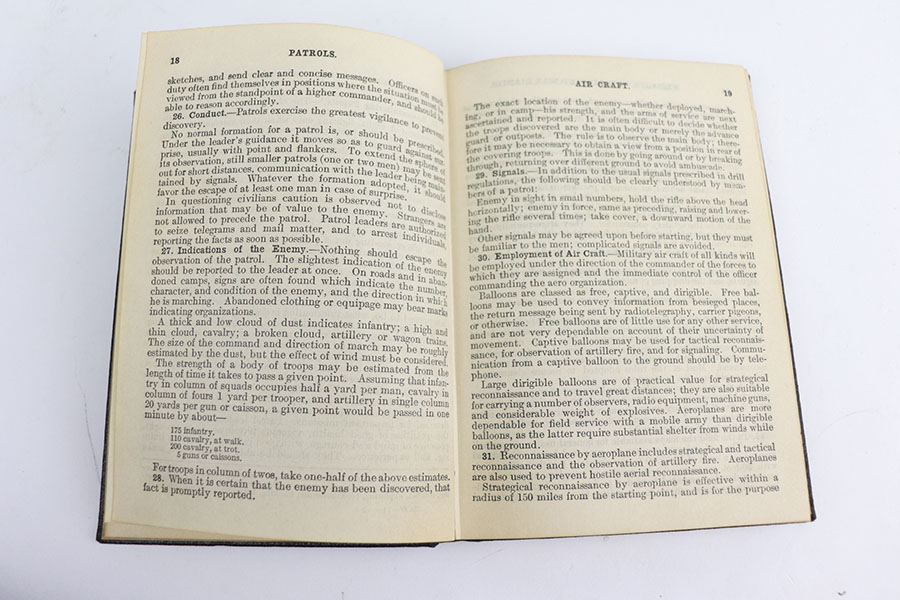 18
PATROLS.
sketches, and send clear and concise messages. Officers on such
duty often find themselves in positions where the situation must be
viewed from the standpoint of a higher commander, and should be
able to reason accordingly.
26. Conduct.—Patrols exercise the greatest vigilance to prevent
discovery.
No normal formation for a patrol is, or should be, prescribed.
Under the leader's guidance it moves so as to guard against sur-
prise, usually with point and flankers. To extend the sphere of
its observation, still smaller patrols (one or two men) may be sent
out for short distances, communication with the leader being main-
tained by signals. Whatever the formation adopted, it should
favor the escape of at least one man in case of surprise.
In questioning civilians caution is observed not to disclose
information that may be of value to the enemy. Strangers are
not allowed to precede the patrol. Patrol leaders are authorized
to seize telegrams and mail matter, and to arrest individuals,
reporting the facts as soon as possible.
27. Indications of the Enemy.—Nothing should escape the
observation of the patrol. The slightest indication of the enemy
should be reported to the leader at once. On roads and in aban-
doned camps, signs are often found which indicate the number,
character, and condition of the enemy, and the direction in which
he is marching. Abandoned clothing or equipage may bear marks
indicating organizations.
A thick and low cloud of dust indicates infantry; a high and
thin cloud, cavalry; a broken cloud, artillery or wagon trains.
The size of the command and direction of march may be roughly
estimated by the dust, but the effect of wind must be considered.
The strength of a body of troops may be estimated from the
length of time it takes to pass a given point. Assuming that infan-
try in column of squads occupies half a yard per man, cavalry in
column of fours 1 yard per trooper, and artillery in single column
20 yards per gun or caisson, a given point would be passed in one
minute by about—
175 infantry.
110 cavalry, at walk.
200 cavalry, at trot.
5 guns or caissons.
For troops in column of twos, take one-half of the above estimates.
28. When it is certain that the enemy has been discovered, that
fact is promptly reported.
AIR CRAFT.
19
The exact location of the enemy—whether deployed, march-
ing, or in camp—his strength, and the arms of service are next
ascertained and reported. It is often difficult to decide whether
the troops discovered are the main body or merely the advance
guard or outposts. The rule is to observe the main body; there-
fore it may be necessary to obtain a view from a position in rear of
the covering troops. This is done by going around or by breaking
through, returning over different ground to avoid ambuscade.
29. Signals.—In addition to the usual signals prescribed in drill
regulations, the following should be clearly understood by mem-
bers of a patrol:
Enemy in sight in small numbers, hold the rifle above the head
horizontally; enemy in force, same as preceding, raising and lower-
ing the rifle several times; take cover, a downward motion of the
hand.
Other signals may be agreed upon before starting, but they must
be familiar to the men; complicated signals are avoided.
30. Employment of Air Craft.—Military air craft of all kinds will
be employed under the direction of the commander of the forces to
which they are assigned and the immediate control of the officer
commanding the aero organization.
Balloons are classed as free, captive, and dirigible. Free bal-
loons may be used to convey information from besieged places,
the return message being sent by radiotelegraphy, carrier pigeons,
or otherwise. Free balloons are of little use for any other service,
and are not very dependable on account of their uncertainty of
movement. Captive balloons may be used for tactical reconnais-
sance, for observation of artillery fire, and for signaling. Commu-
nication from a captive balloon to the ground should be by tele-
phone.
Large dirigible balloons are of practical value for strategical
reconnaissance and to travel great distances; they are also suitable
for carrying a number of observers, radio equipment, machine guns,
and considerable weight of explosives. Aeroplanes are more
dependable for field service with a mobile army than dirigible
balloons, as the latter require substantial shelter from winds while
on the ground.
31. Reconnaissance by aeroplane includes strategical and tactical
reconnaissance and the observation of artillery fire. Aeroplanes
are also used to prevent hostile aerial reconnaissance.
Strategical reconnaissance by aeroplane is effective within a
radius of 150 miles from the starting point, and is for the purpose